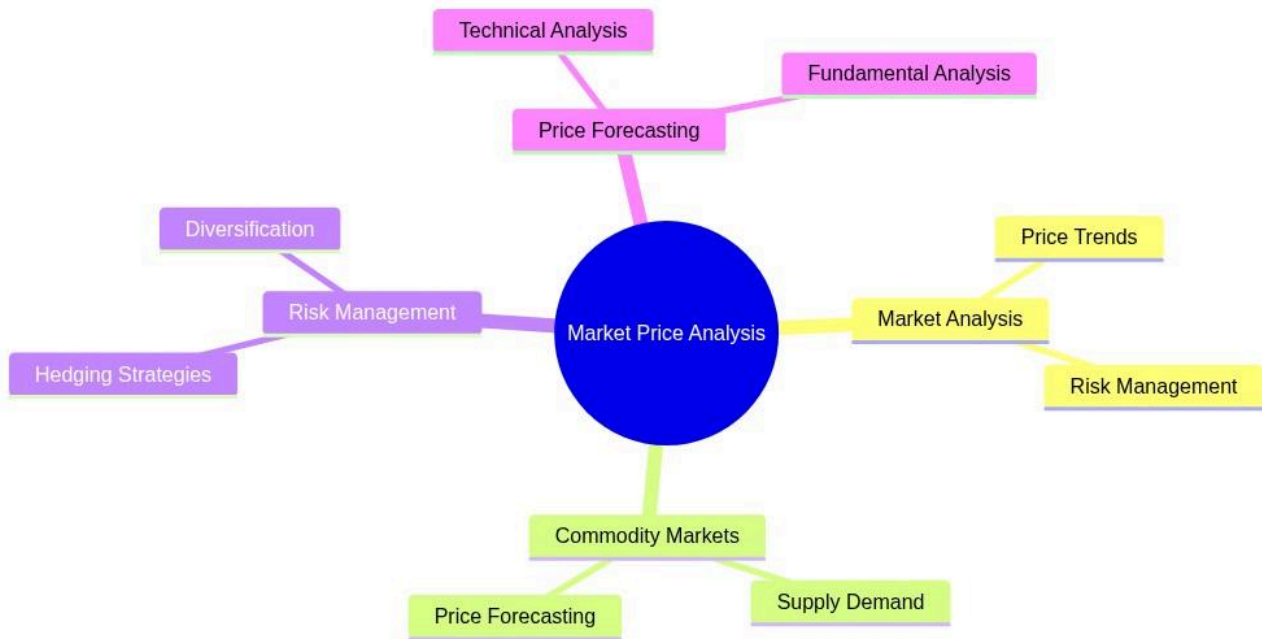 Technical Analysis
Fundamental Analysis
Price Forecasting
Diversification
Price Trends
Risk Management
Market Analysis
Market Price Analysis
Hedging Strategies
Risk Management
Commodity Markets
Price Forecasting
Supply Demand